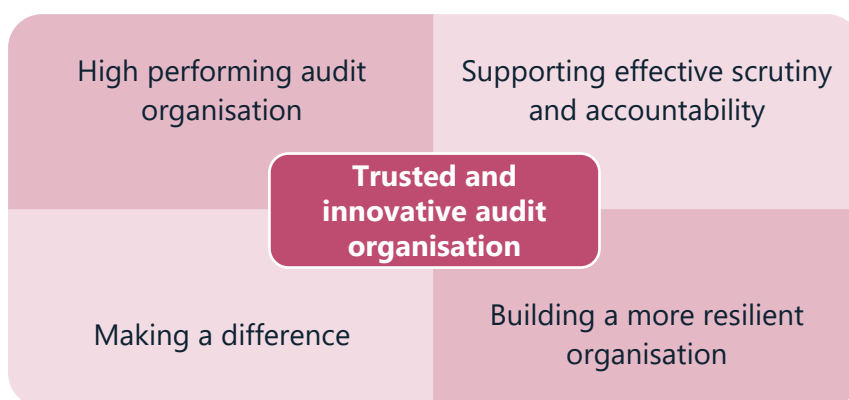 High performing audit
organisation
Supporting effective scrutiny
and accountability
Trusted and
innovative audit
organisation
Making a difference
Building a more resilient
organisation